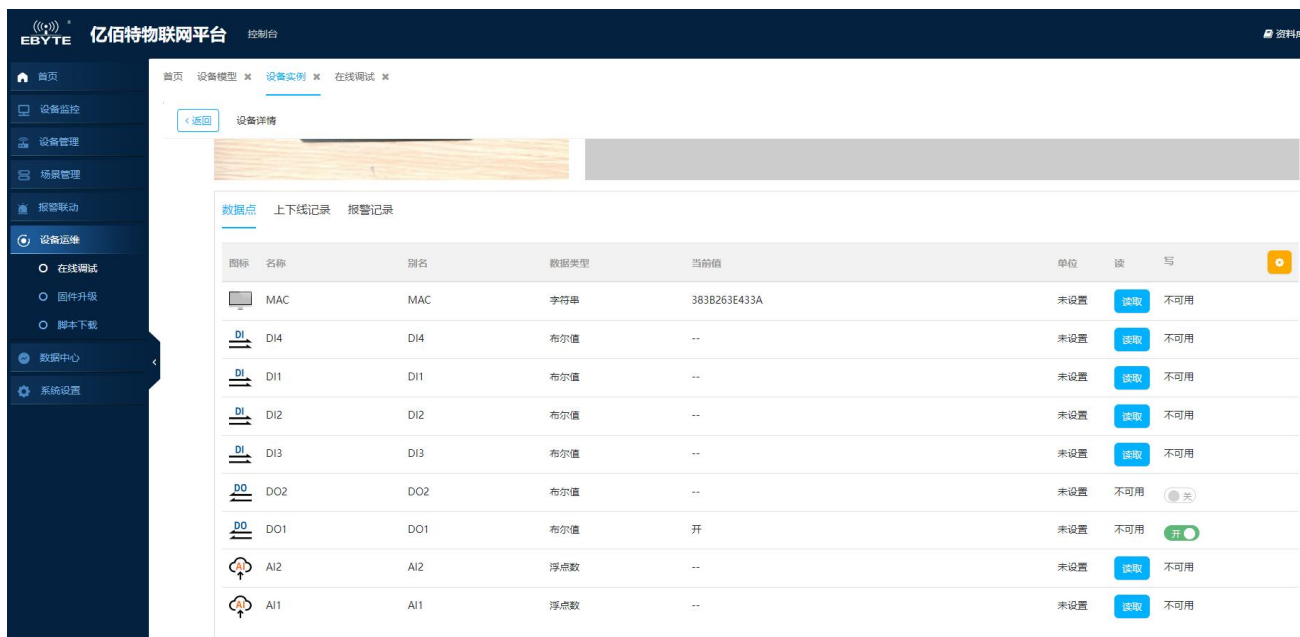 EBYTE 亿佰特物联网平台 控制台 资料
首页 首页 设备模型 × 设备实例 × 在线调试 ×
设备监控
<返回 设备详情
设备管理
场景管理
报警联动 数据点 上下线记录 报警记录
设备运维
图标 名称 别名 数据类型 当前值 单位 读 写
在线调试
固件升级 MAC MAC 字符串 383B263E433A 未设置 读取 不可用
脚本下载
DI DI4 DI4 布尔值 -- 未设置 读取 不可用
数据中心
DI DI1 DI1 布尔值 -- 未设置 读取 不可用
系统设置
DI DI2 DI2 布尔值 -- 未设置 读取 不可用
DI DI3 DI3 布尔值 -- 未设置 读取 不可用
DO DO2 DO2 布尔值 -- 未设置 不可用 关
DO DO1 DO1 布尔值 开 未设置 不可用 开
AI AI2 AI2 浮点数 -- 未设置 读取 不可用
AI AI1 AI1 浮点数 -- 未设置 读取 不可用